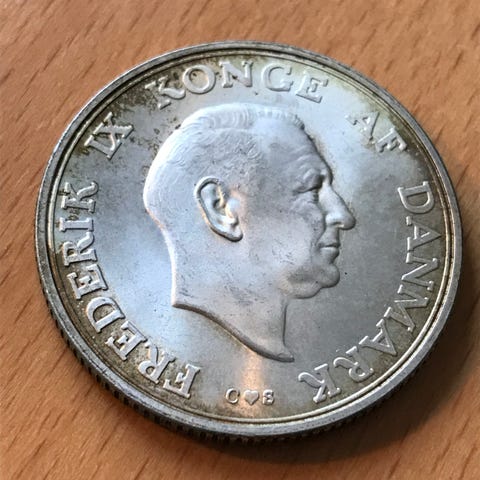 FREDERIK IX KONGE AF DANMARK
C♥S